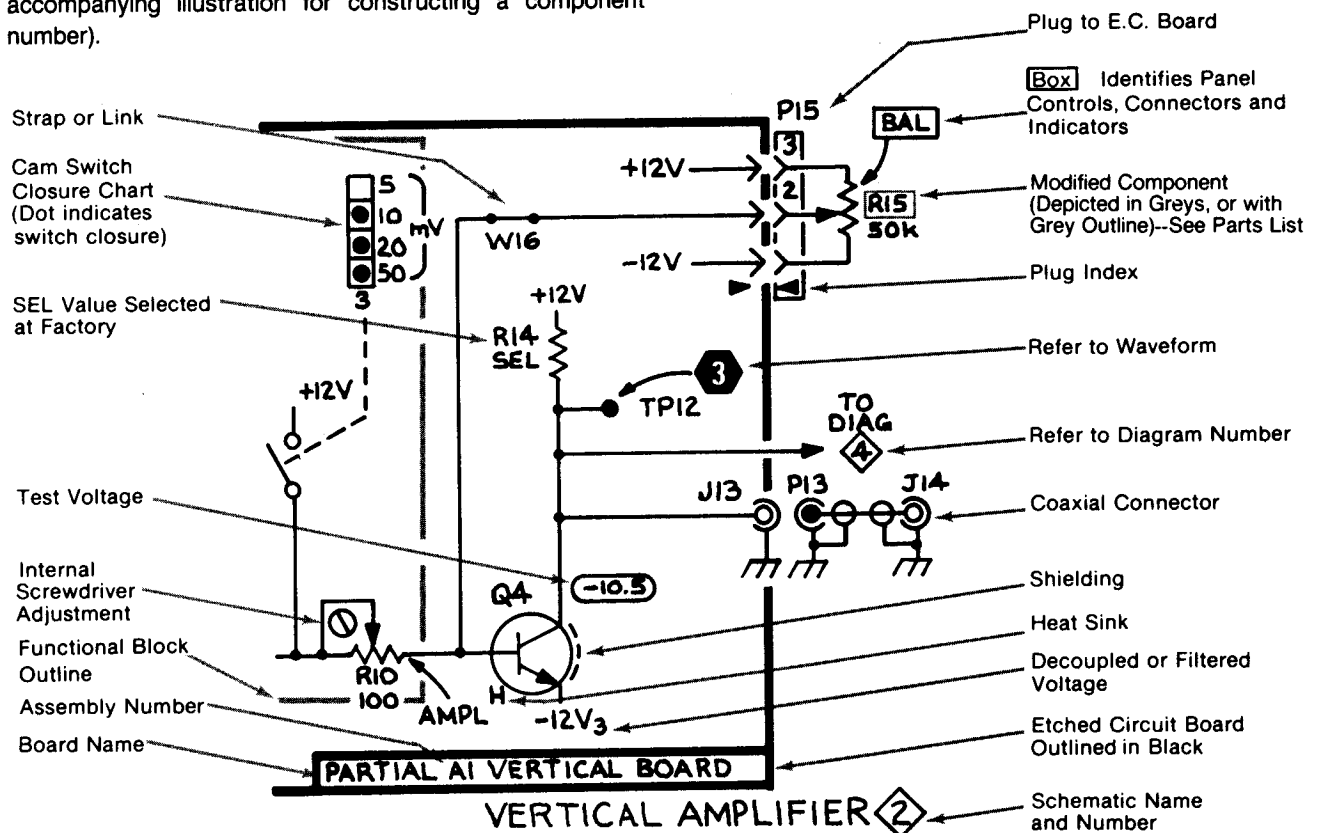 accompanying illustration for constructing a component
number).
Plug to E.C. Board
Box Identifies Panel
Controls, Connectors and
Indicators
Modified Component
(Depicted in Greys, or with
Grey Outline)--See Parts List
Plug Index
Refer to Waveform
Refer to Diagram Number
Coaxial Connector
Shielding
Heat Sink
Decoupled or Filtered
Voltage
Etched Circuit Board
Outlined in Black
Schematic Name
and Number
Strap or Link
Cam Switch
Closure Chart
(Dot indicates
switch closure)
SEL Value Selected
at Factory
Test Voltage
Internal
Screwdriver
Adjustment
Functional Block
Outline
Assembly Number
Board Name
5
10
20
50
mV
3
+12V
W16
+12V
-12V
P15
3
2
BAL
R15
50k
+12V
R14
SEL
3
TP12
TO
DIAG
4
J13
P13
J14
-10.5
Q4
R10
100
AMPL
H
-12V3
PARTIAL A1 VERTICAL BOARD
VERTICAL AMPLIFIER 2